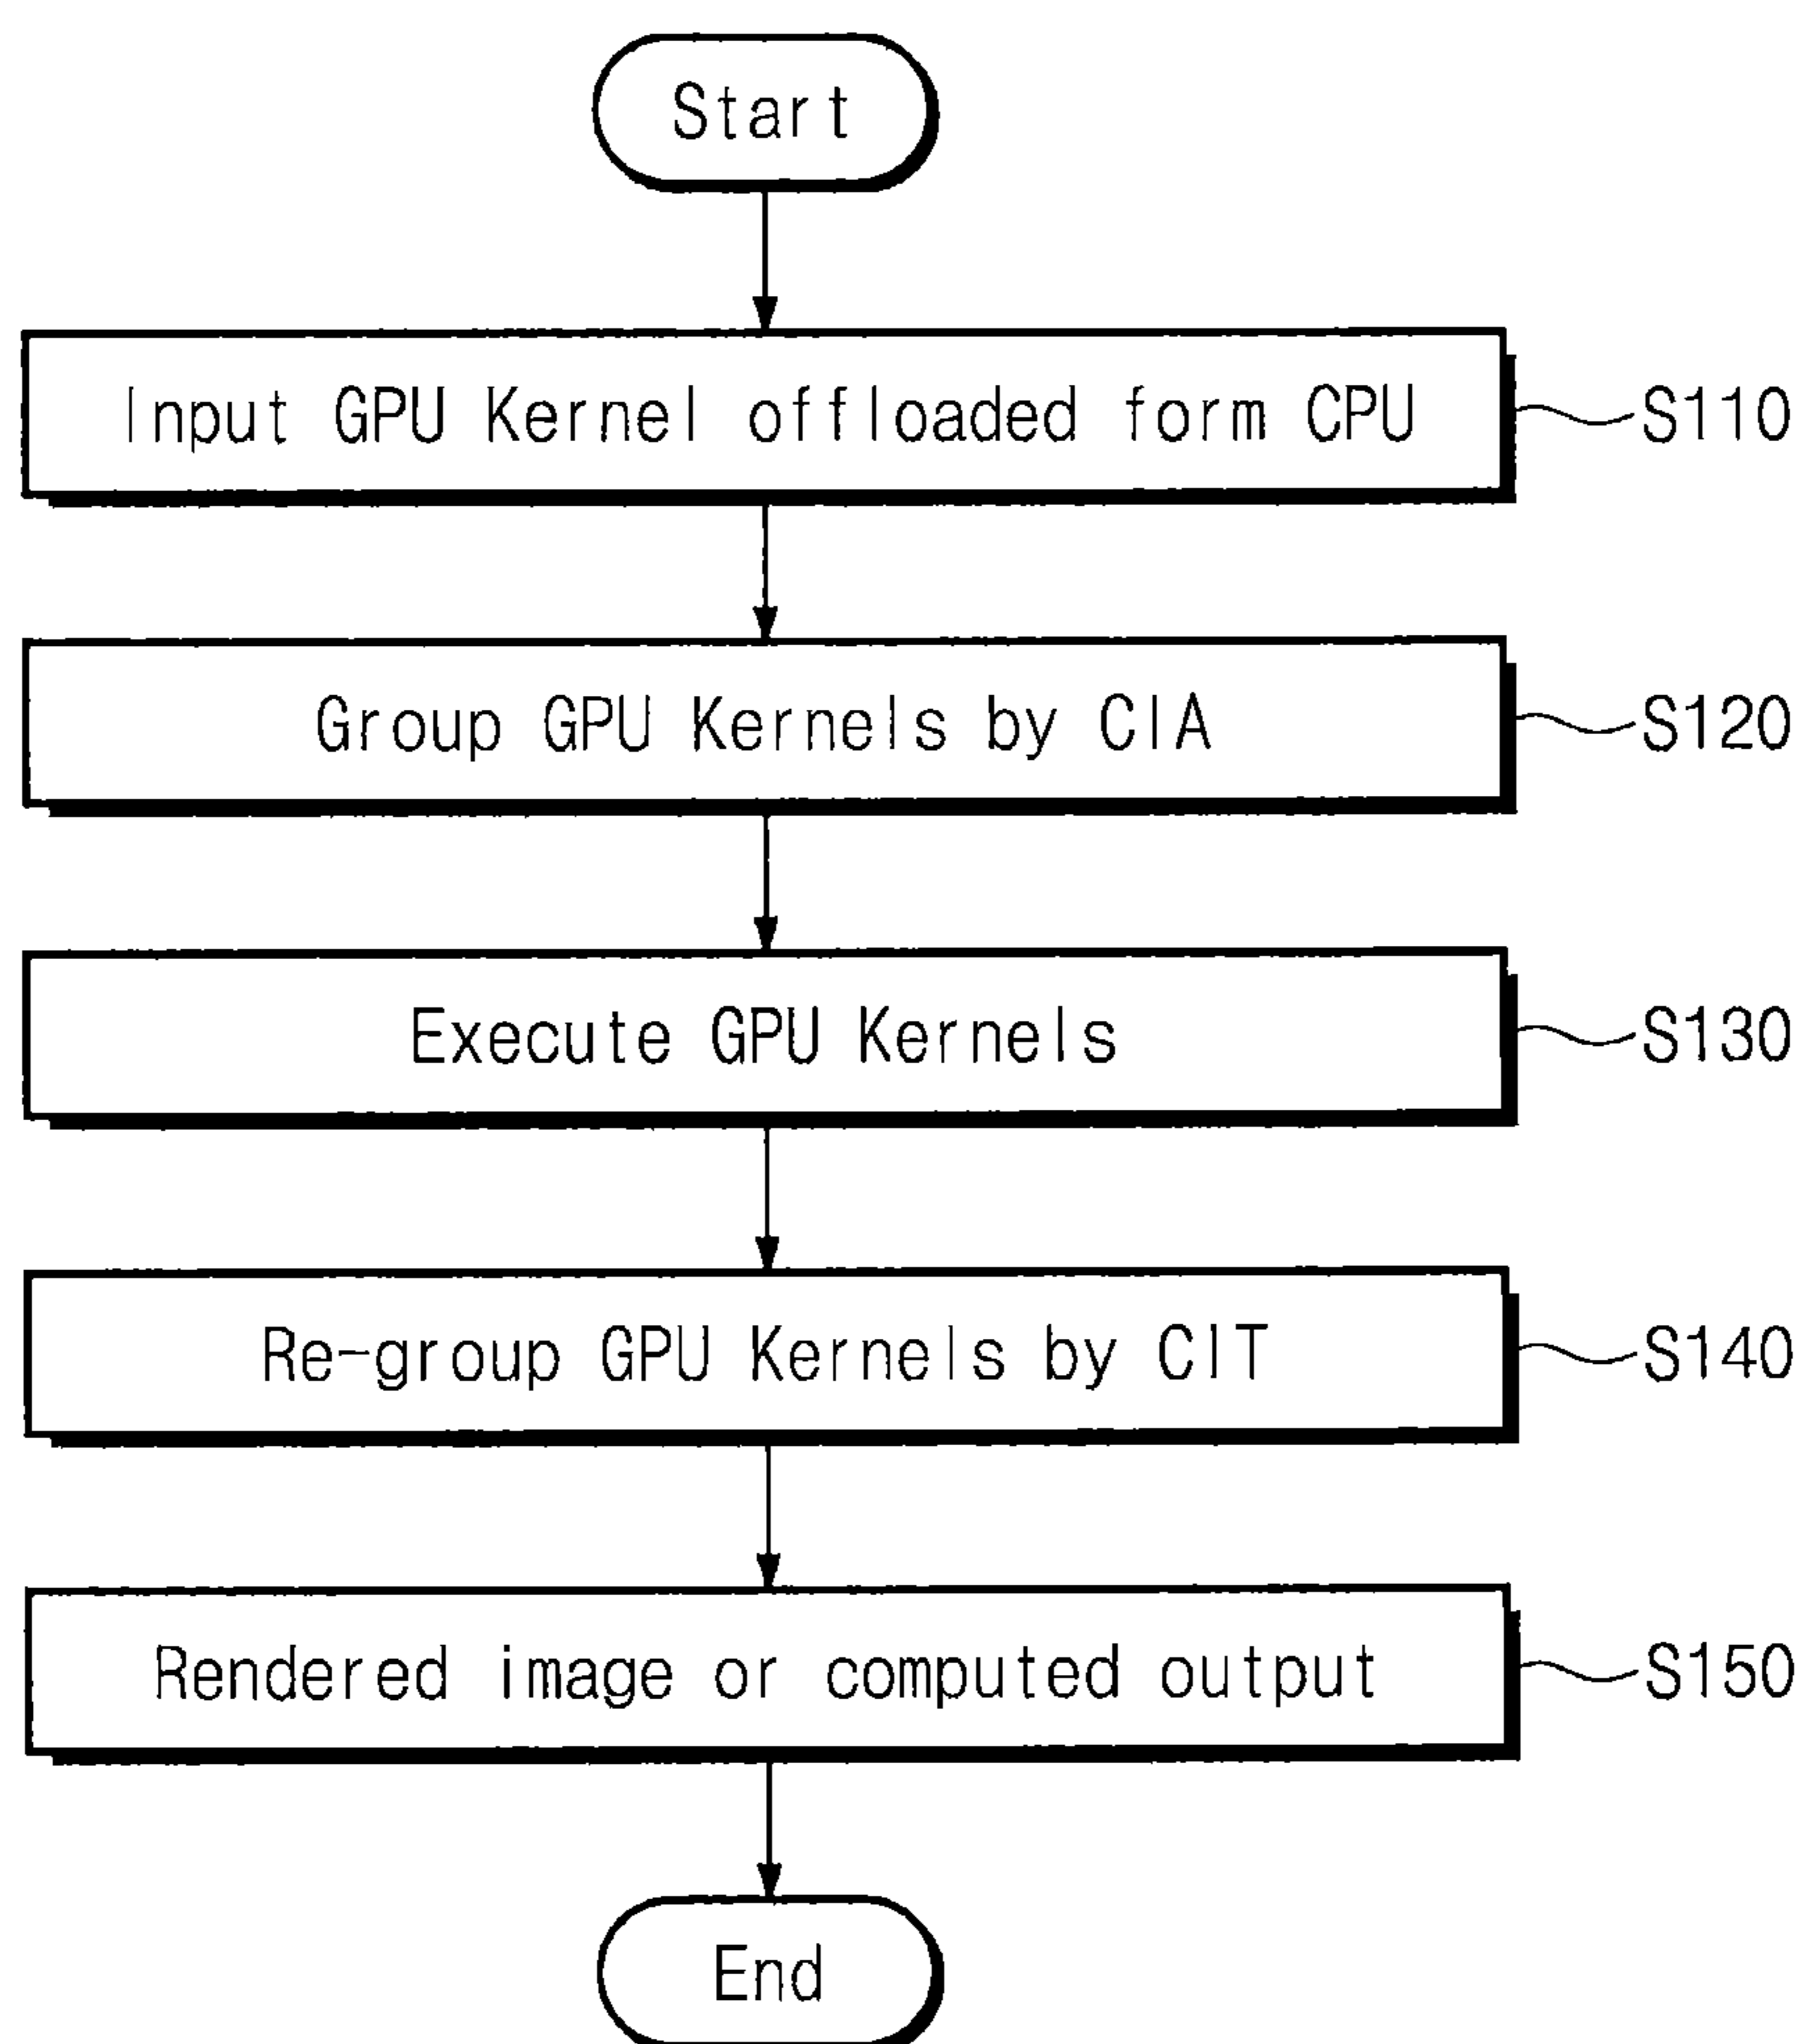 Start
Input GPU Kernel offloaded form CPU
S110
Group GPU Kernels by CIA
S120
Execute GPU Kernels
S130
Re-group GPU Kernels by CIT
S140
Rendered image or computed output
S150
End